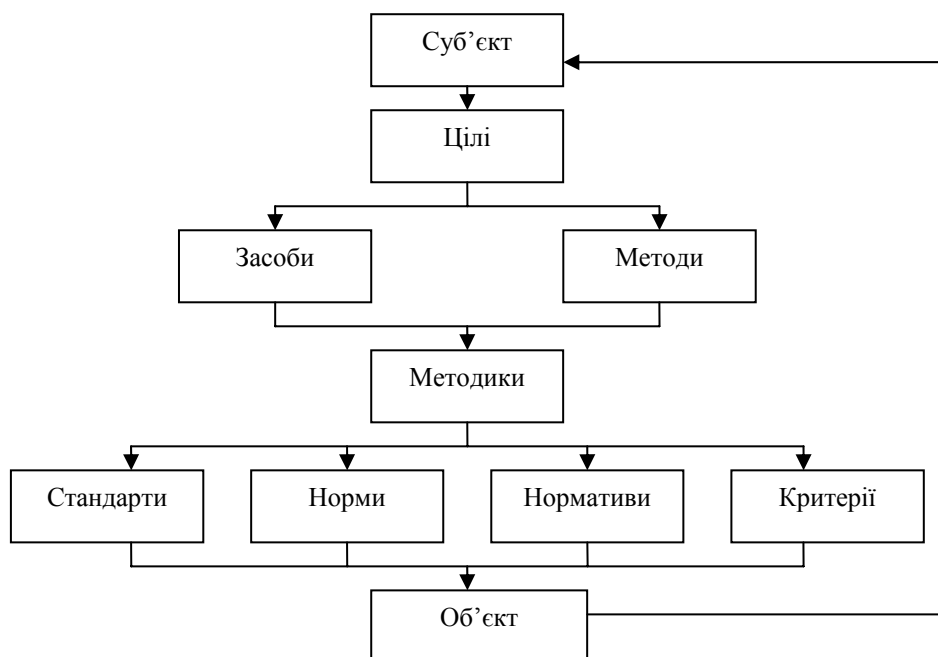 Суб’єкт
Цілі
Засоби
Методи
Методики
Стандарти
Норми
Нормативи
Критерії
Об’єкт